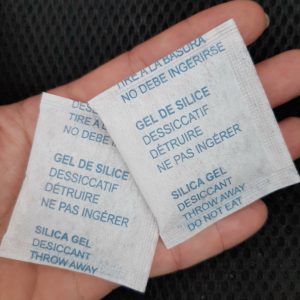 TIRE A LA BASURA
NO DEBE INGERIRSE
GEL DE SILICE
DESSICCATIF
DÉTRUIRE
NE PAS INGÉRER
SILICA GEL
DESICCANT
THROW AWAY
DO NOT EAT
TIRE A
NO DEBE
GEL DE SILICE
DESSICCATIF
DÉTRUIRE
NE PAS INGÉRER
SILICA GEL
DESICCANT
THROW AWAY